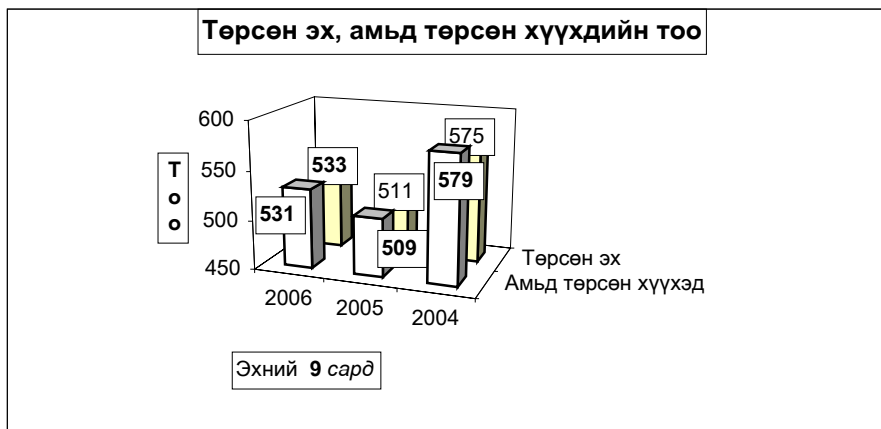 Төрсөн эх, амьд төрсөн хүүхдийн тоо
600
550
500
450
Тоо
533
531
511
509
575
579
2006
2005
2004
Төрсөн эх
Амьд төрсөн хүүхэд
Эхний 9 сард